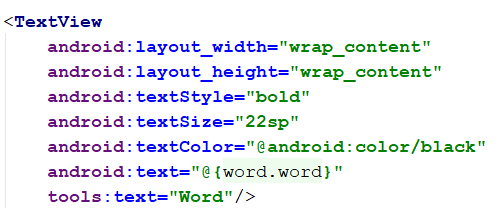 <TextView
android:layout_width="wrap_content"
android:layout_height="wrap_content"
android:textStyle="bold"
android:textSize="22sp"
android:textColor="@android:color/black"
android:text="@{word.word}"
tools:text="Word"/>